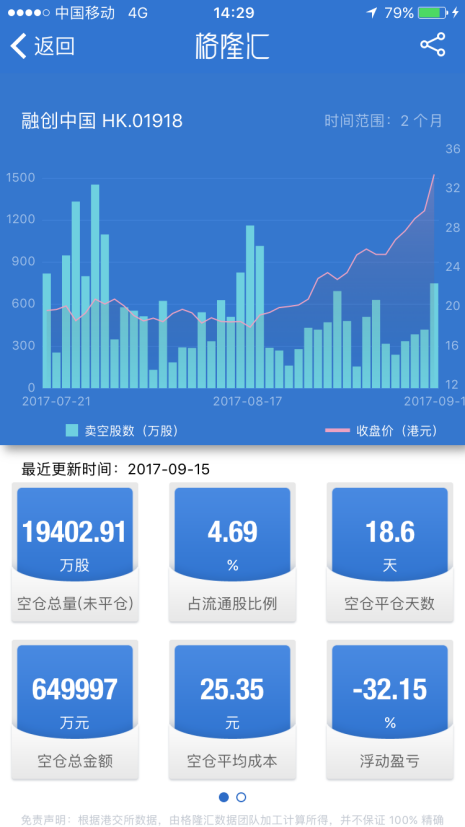 中国移动 4G 14:29 79%
返回 格隆汇
融创中国 HK.01918 时间范围：2 个月
36
1500 32
1200 28
900 24
600 20
300 16
0 12
2017-07-21 2017-08-17 2017-09-1
卖空股数（万股） 收盘价（港元）
最近更新时间：2017-09-15
19402.91 4.69 18.6
万股 % 天
空仓总量(未平仓) 占流通股比例 空仓平仓天数
649997 25.35 -32.15
万元 元 %
空仓总金额 空仓平均成本 浮动盈亏
免责声明：根据港交所数据，由格隆汇数据团队加工计算所得，并不保证 100% 精确